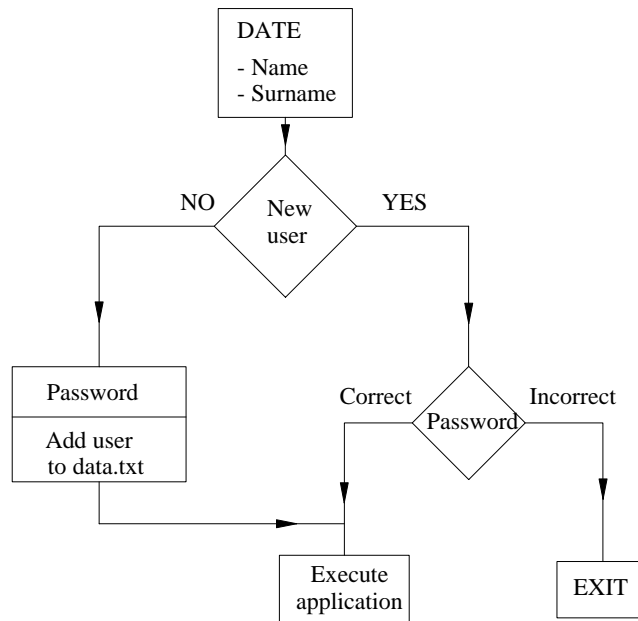 DATE
- Name
- Surname
NO
YES
New
user
Password
Add user
to data.txt
Correct
Incorrect
Password
Execute
application
EXIT